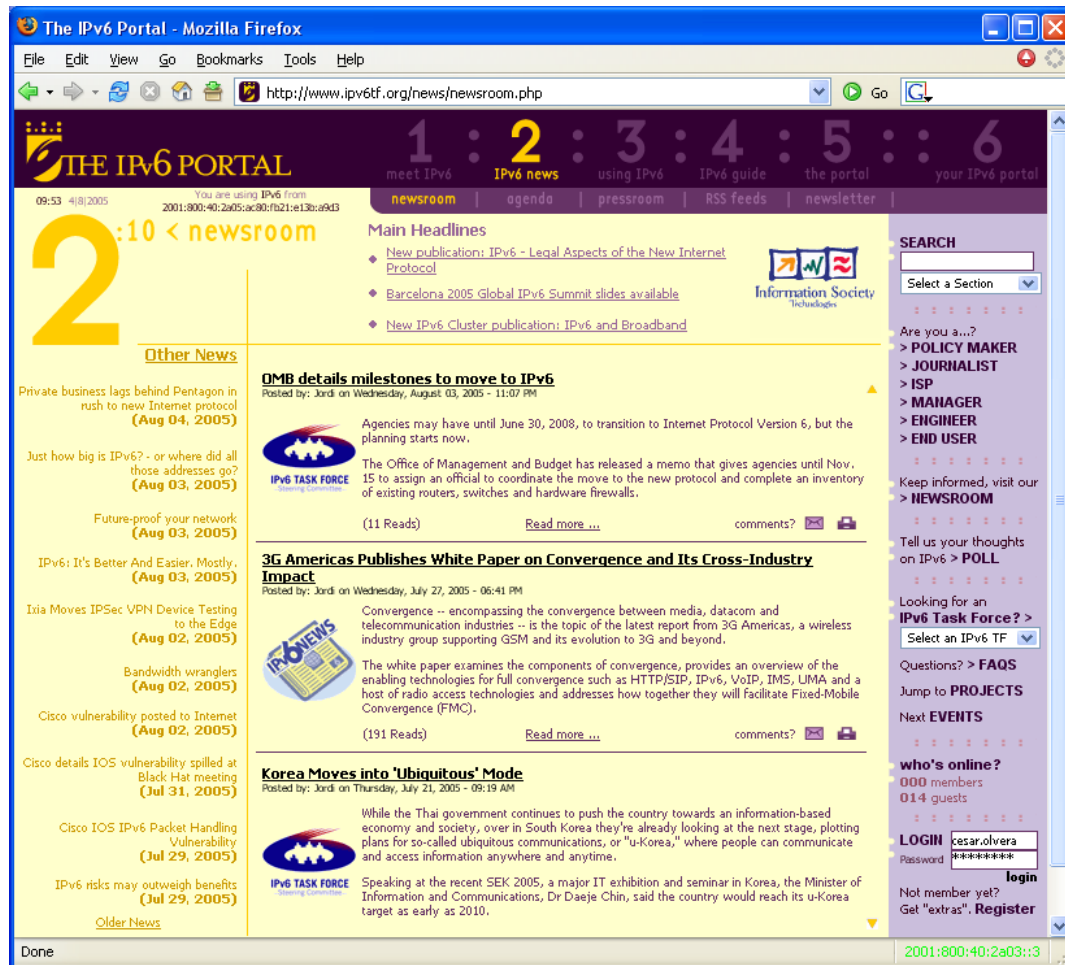 The IPv6 Portal - Mozilla Firefox
File Edit View Go Bookmarks Tools Help
http://www.ipv6tf.org/news/newsroom.php
Go
G
THE IPv6 PORTAL
1 : 2 : 3 : 4 : 5 : : 6
meet IPv6 IPv6 news using IPv6 IPv6 guide the portal your IPv6 portal
newsroom | agenda | pressroom | RSS feeds | newsletter |
09:53 4|8|2005
You are using IPv6 from
2001:800:40:2a05:ac80:fb21:e13b:a9d3
2:10 < newsroom
Main Headlines
New publication: IPv6 - Legal Aspects of the New Internet
Protocol
Barcelona 2005 Global IPv6 Summit slides available
New IPv6 Cluster publication: IPv6 and Broadband
Information Society
Technologies
Other News
Private business lags behind Pentagon in
rush to new Internet protocol
(Aug 04, 2005)
Just how big is IPv6? - or where did all
those addresses go?
(Aug 03, 2005)
Future-proof your network
(Aug 03, 2005)
IPv6: It's Better And Easier. Mostly.
(Aug 03, 2005)
Ixia Moves IPSec VPN Device Testing
to the Edge
(Aug 02, 2005)
Bandwidth wranglers
(Aug 02, 2005)
Cisco vulnerability posted to Internet
(Aug 02, 2005)
Cisco details IOS vulnerability spilled at
Black Hat meeting
(Jul 31, 2005)
Cisco IOS IPv6 Packet Handling
Vulnerability
(Jul 29, 2005)
IPv6 risks may outweigh benefits
(Jul 29, 2005)
Older News
OMB details milestones to move to IPv6
Posted by: Jordi on Wednesday, August 03, 2005 - 11:07 PM
IPv6 TASK FORCE
-Steering Committee-
Agencies may have until June 30, 2008, to transition to Internet Protocol Version 6, but the
planning starts now.
The Office of Management and Budget has released a memo that gives agencies until Nov.
15 to assign an official to coordinate the move to the new protocol and complete an inventory
of existing routers, switches and hardware firewalls.
(11 Reads) Read more ... comments?
3G Americas Publishes White Paper on Convergence and Its Cross-Industry
Impact
Posted by: Jordi on Wednesday, July 27, 2005 - 06:41 PM
IPv6NEWS
Convergence -- encompassing the convergence between media, datacom and
telecommunication industries -- is the topic of the latest report from 3G Americas, a wireless
industry group supporting GSM and its evolution to 3G and beyond.
The white paper examines the components of convergence, provides an overview of the
enabling technologies for full convergence such as HTTP/SIP, IPv6, VoIP, IMS, UMA and a
host of radio access technologies and addresses how together they will facilitate Fixed-Mobile
Convergence (FMC).
(191 Reads) Read more ... comments?
Korea Moves into 'Ubiquitous' Mode
Posted by: Jordi on Thursday, July 21, 2005 - 09:19 AM
IPv6 TASK FORCE
-Steering Committee-
While the Thai government continues to push the country towards an information-based
economy and society, over in South Korea they're already looking at the next stage, plotting
plans for so-called ubiquitous communications, or "u-Korea," where people can communicate
and access information anywhere and anytime.
Speaking at the recent SEK 2005, a major IT exhibition and seminar in Korea, the Minister of
Information and Communications, Dr Daeje Chin, said the country would reach its u-Korea
target as early as 2010.
SEARCH
Select a Section
Are you a...?
> POLICY MAKER
> JOURNALIST
> ISP
> MANAGER
> ENGINEER
> END USER
Keep informed, visit our
> NEWSROOM
Tell us your thoughts
on IPv6 > POLL
Looking for an
IPv6 Task Force? >
Select an IPv6 TF
Questions? > FAQS
Jump to PROJECTS
Next EVENTS
who's online?
000 members
014 guests
LOGIN cesar.olvera
Password ********
login
Not member yet?
Get "extras". Register
Done
2001:800:40:2a03::3